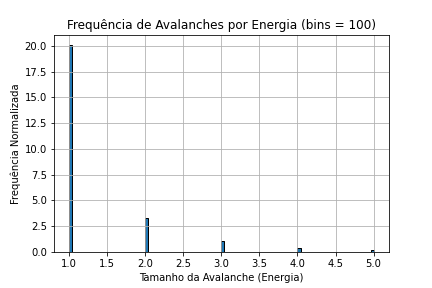 Frequência de Avalanches por Energia (bins = 100)
20.0
17.5
15.0
12.5
10.0
7.5
5.0
2.5
0.0
Frequência Normalizada
1.0 1.5 2.0 2.5 3.0 3.5 4.0 4.5 5.0
Tamanho da Avalanche (Energia)